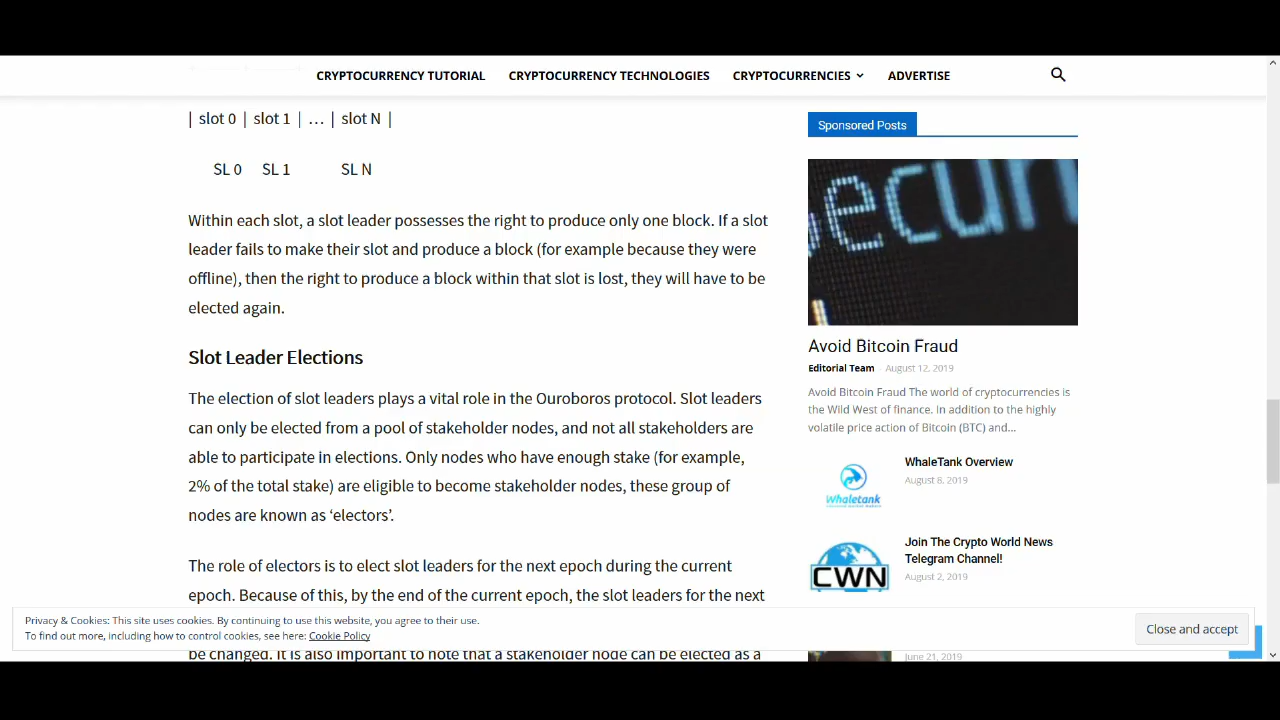 CRYPTOCURRENCY TUTORIAL CRYPTOCURRENCY TECHNOLOGIES CRYPTOCURRENCIES ADVERTISE
| slot 0 | slot 1 | … | slot N |
SL 0 SL 1 SL N
Within each slot, a slot leader possesses the right to produce only one block. If a slot
leader fails to make their slot and produce a block (for example because they were
offline), then the right to produce a block within that slot is lost, they will have to be
elected again.
Slot Leader Elections
The election of slot leaders plays a vital role in the Ouroboros protocol. Slot leaders
can only be elected from a pool of stakeholder nodes, and not all stakeholders are
able to participate in elections. Only nodes who have enough stake (for example,
2% of the total stake) are eligible to become stakeholder nodes, these group of
nodes are known as ‘electors’.
The role of electors is to elect slot leaders for the next epoch during the current
epoch. Because of this, by the end of the current epoch, the slot leaders for the next
be changed. It is also important to note that a stakeholder node can be elected as a
Sponsored Posts
ecuri
Avoid Bitcoin Fraud
Editorial Team - August 12, 2019
Avoid Bitcoin Fraud The world of cryptocurrencies is
the Wild West of finance. In addition to the highly
volatile price action of Bitcoin (BTC) and...
Whaletank
WhaleTank Overview
August 6, 2019
CWN
Join The Crypto World News
Telegram Channel!
August 2, 2019
June 21, 2019
Privacy & Cookies: This site uses cookies. By continuing to use this website, you agree to their use.
To find out more, including how to control cookies, see here: Cookie Policy
Close and accept